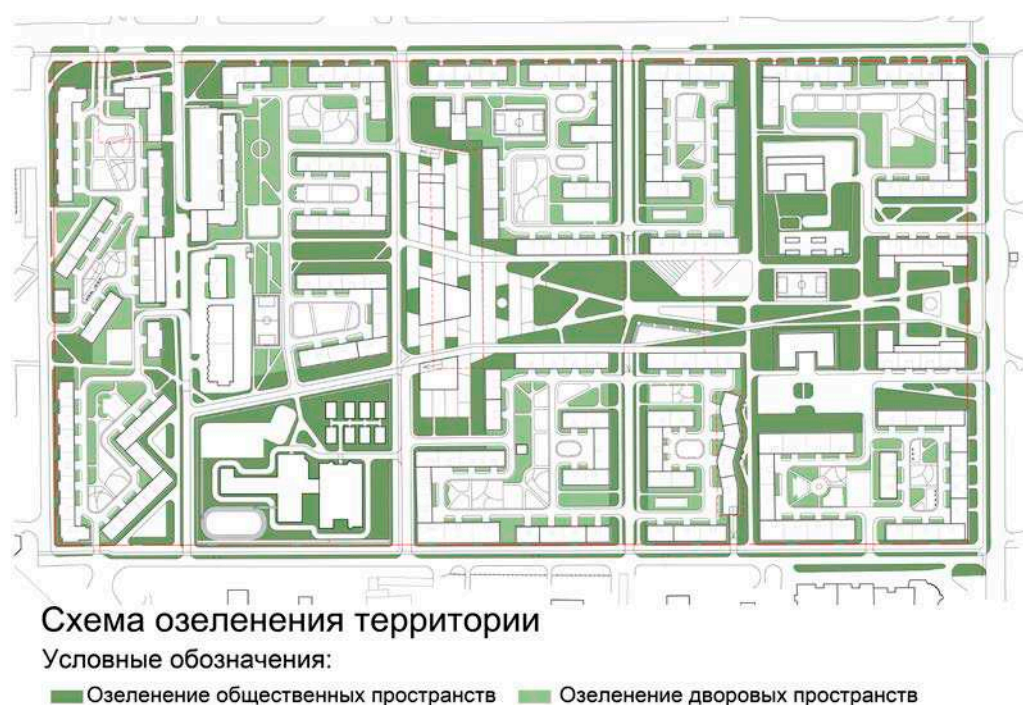 Схема озеленения территории
Условные обозначения:
Озеленение общественных пространств Озеленение дворовых пространств